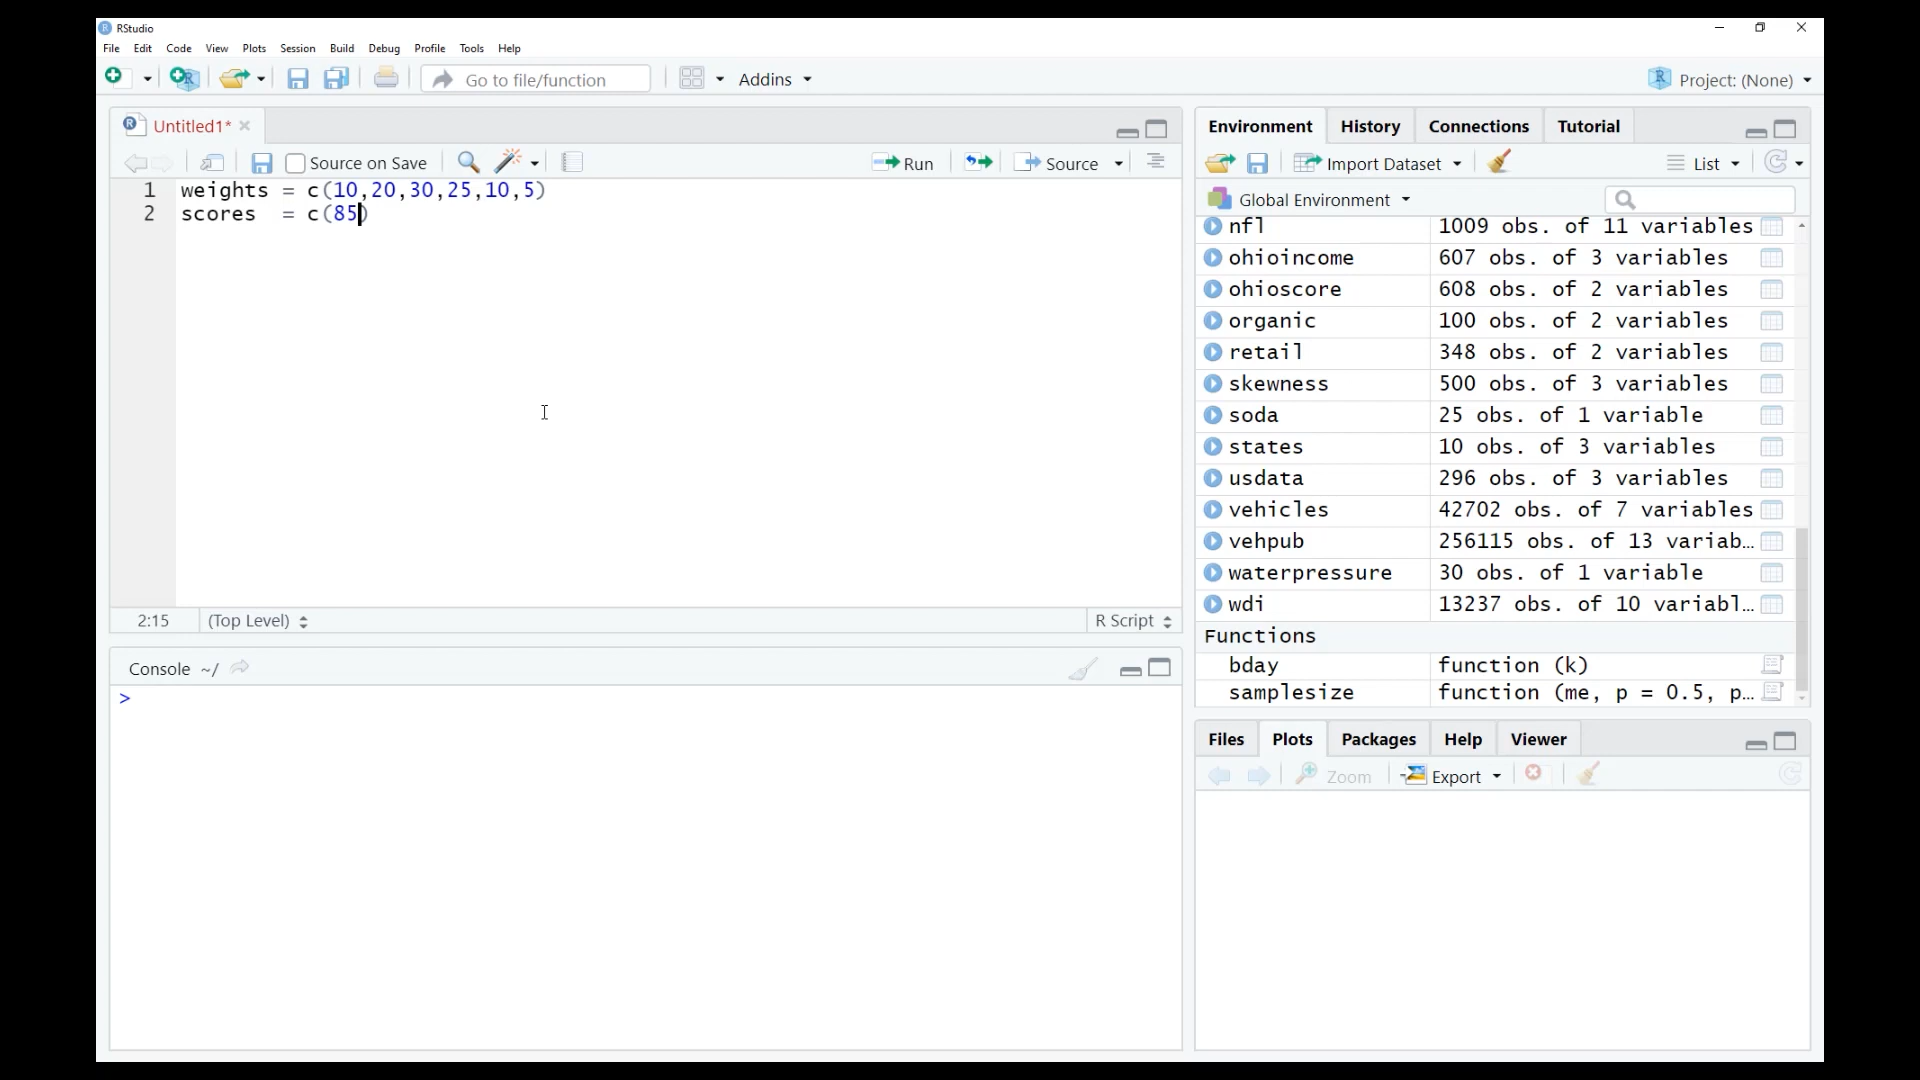 RStudio
File Edit Code View Plots Session Build Debug Profile Tools Help
Go to file/function Addins Project: (None)
Untitled1*
Source on Save Run Source
1 weights = c(10,20,30,25,10,5)
2 scores = c(85)
2:15 (Top Level) R Script
Console ~/
>
Environment History Connections Tutorial
Import Dataset List
Global Environment
nfl 1009 obs. of 11 variables
ohioincome 607 obs. of 3 variables
ohioscore 608 obs. of 2 variables
organic 100 obs. of 2 variables
retail 348 obs. of 2 variables
skewness 500 obs. of 3 variables
soda 25 obs. of 1 variable
states 10 obs. of 3 variables
usdata 296 obs. of 3 variables
vehicles 42702 obs. of 7 variables
vehpub 256115 obs. of 13 variab...
waterpressure 30 obs. of 1 variable
wdi 13237 obs. of 10 variabl...
Functions
bday function (k)
samplesize function (me, p = 0.5, p...
Files Plots Packages Help Viewer
Zoom Export